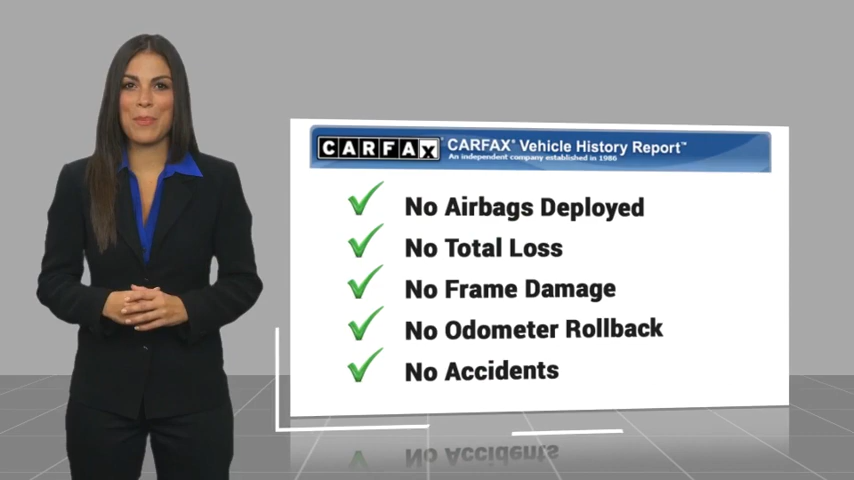 CARFAX® CARFAX® Vehicle History Report™
An independent company established in 1986
No Airbags Deployed
No Total Loss
No Frame Damage
No Odometer Rollback
No Accidents
No Accidents